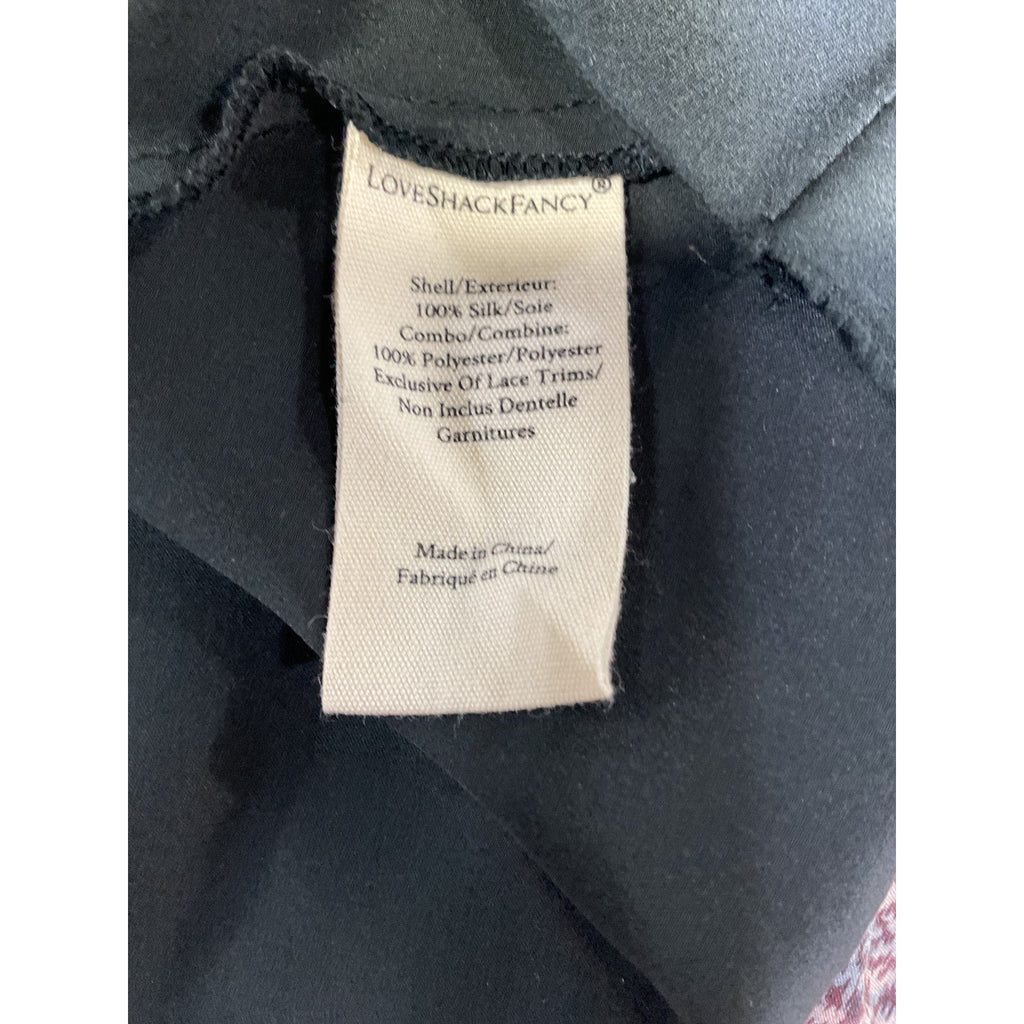 LOVESHACKFANCY®
Shell/Exterieur:
100% Silk/Soie
Combo/Combine:
100% Polyester/Polyester
Exclusive Of Lace Trims/
Non Inclus Dentelle
Garnitures
Made in China/
Fabriqué en Chine